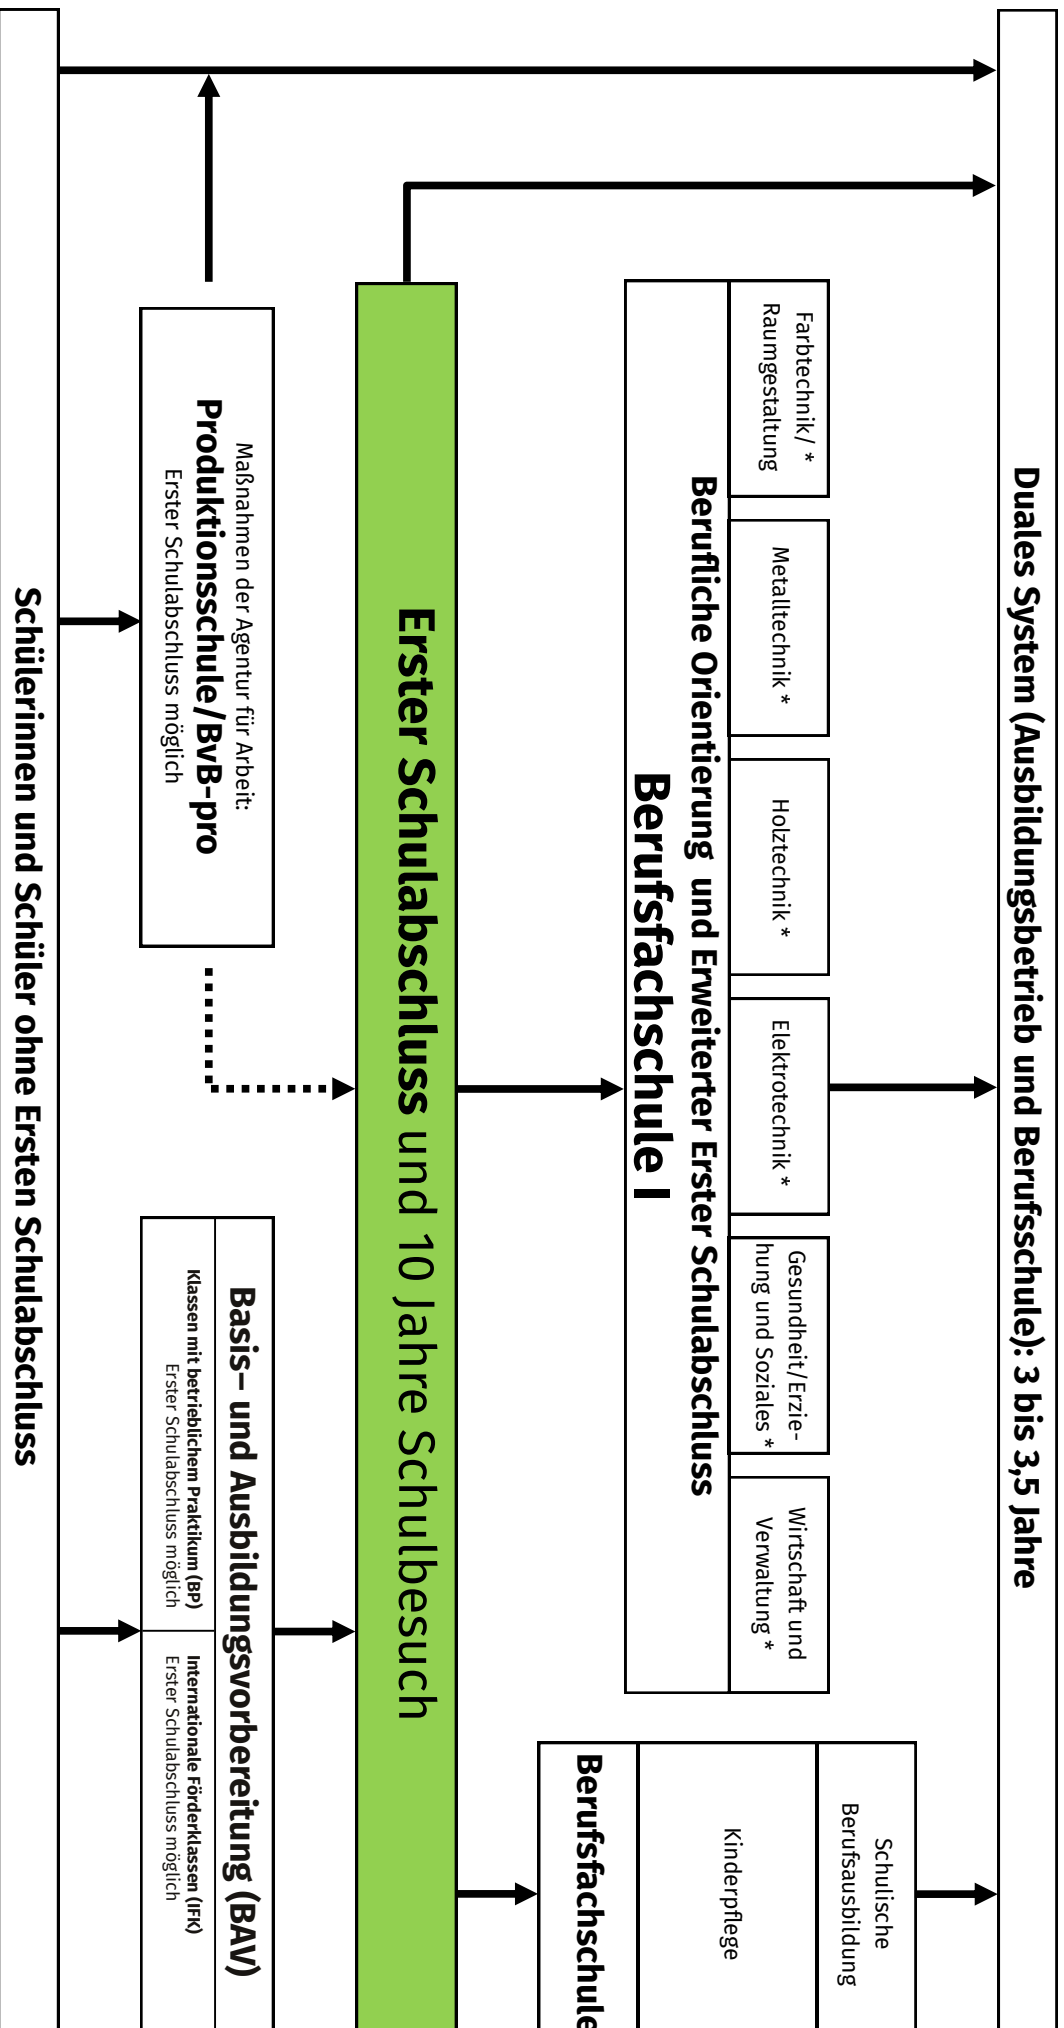 Duales System (Ausbildungsbetrieb und Berufsschule): 3 bis 3,5 Jahre
Farbtechnik/ *
Raumgestaltung
Metalltechnik *
Holztechnik *
Elektrotechnik *
Gesundheit/Erzie-
hung und Soziales *
Wirtschaft und
Verwaltung *
Berufliche Orientierung und Erweiterter Erster Schulabschluss
Berufsfachschule I
Schulische
Berufsausbildung
Kinderpflege
Berufsfachschule
Erster Schulabschluss und 10 Jahre Schulbesuch
Maßnahmen der Agentur für Arbeit:
Produktionsschule/BvB-pro
Erster Schulabschluss möglich
Basis– und Ausbildungsvorbereitung (BAV)
Klassen mit betrieblichem Praktikum (BP)
Erster Schulabschluss möglich
Internationale Förderklassen (IFK)
Erster Schulabschluss möglich
Schülerinnen und Schüler ohne Ersten Schulabschluss